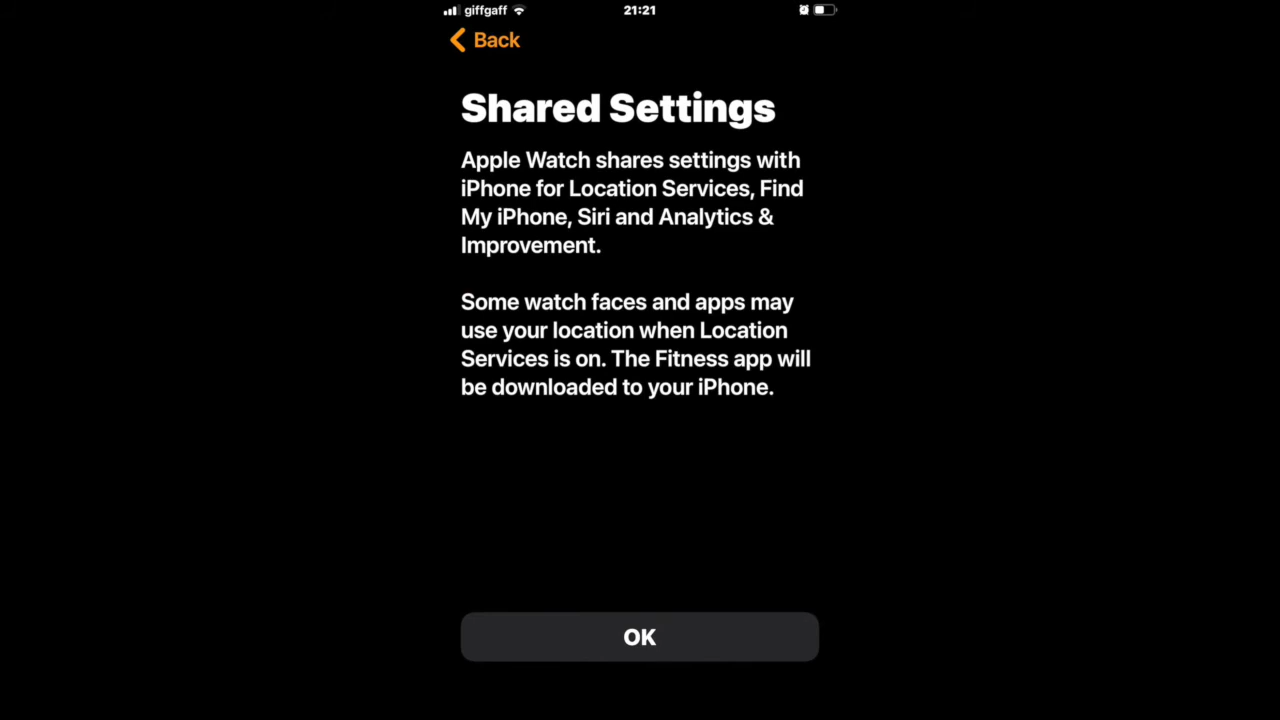 giffgaff 21:21
Back
Shared Settings
Apple Watch shares settings with
iPhone for Location Services, Find
My iPhone, Siri and Analytics &
Improvement.
Some watch faces and apps may
use your location when Location
Services is on. The Fitness app will
be downloaded to your iPhone.
OK